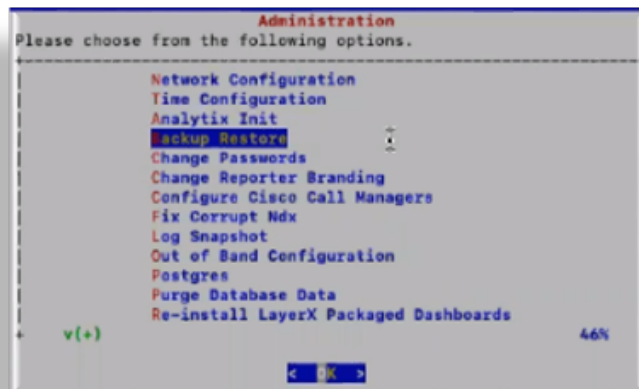 Administration
Please choose from the following options.
Network Configuration
Time Configuration
Analytix Init
Backup Restore
Change Passwords
Change Reporter Branding
Configure Cisco Call Managers
Fix Corrupt Ndx
Log Snapshot
Out of Band Configuration
Postgres
Purge Database Data
Re-install LayerX Packaged Dashboards
v(+) 46%
< OK >